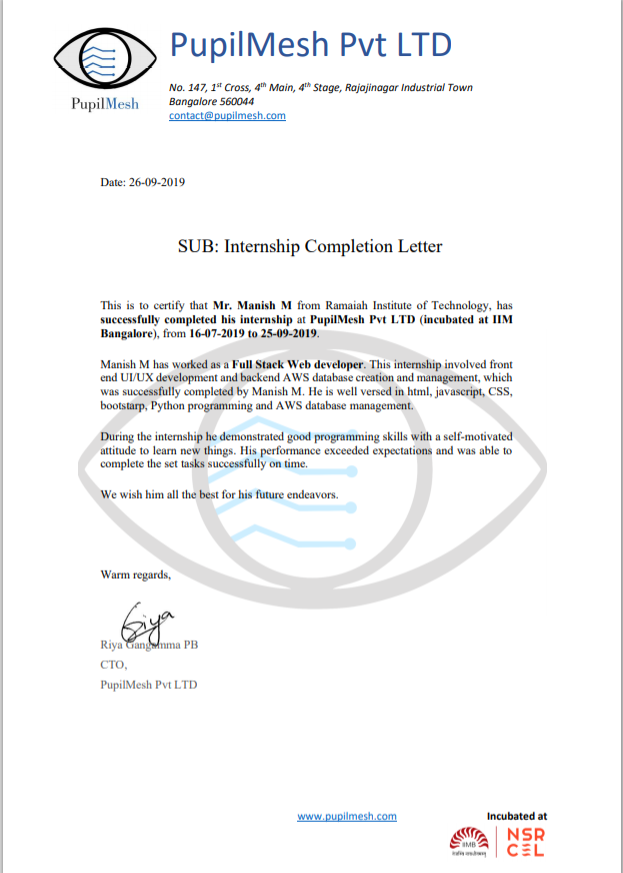 PupilMesh Pvt LTD
PupilMesh
No. 147, 1st Cross, 4th Main, 4th Stage, Rajajinagar Industrial Town
Bangalore 560044
contact@pupilmesh.com
Date: 26-09-2019
SUB: Internship Completion Letter
This is to certify that Mr. Manish M from Ramaiah Institute of Technology, has
successfully completed his internship at PupilMesh Pvt LTD (incubated at IIM
Bangalore), from 16-07-2019 to 25-09-2019.
Manish M has worked as a Full Stack Web developer. This internship involved front
end UI/UX development and backend AWS database creation and management, which
was successfully completed by Manish M. He is well versed in html, javascript, CSS,
bootstarp, Python programming and AWS database management.
During the internship he demonstrated good programming skills with a self-motivated
attitude to learn new things. His performance exceeded expectations and was able to
complete the set tasks successfully on time.
We wish him all the best for his future endeavors.
Warm regards,
Riya
Riya Gangamma PB
CTO,
PupilMesh Pvt LTD
www.pupilmesh.com
Incubated at
IIMB
NSR
CEL